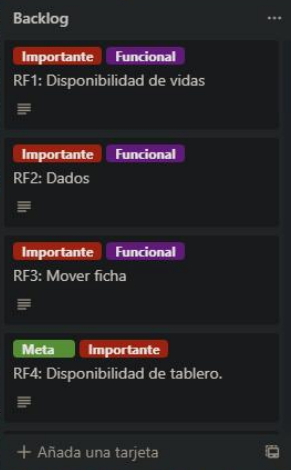 Backlog
Importante Funcional
RF1: Disponibilidad de vidas
Importante Funcional
RF2: Dados
Importante Funcional
RF3: Mover ficha
Meta Importante
RF4: Disponibilidad de tablero.
+ Añada una tarjeta